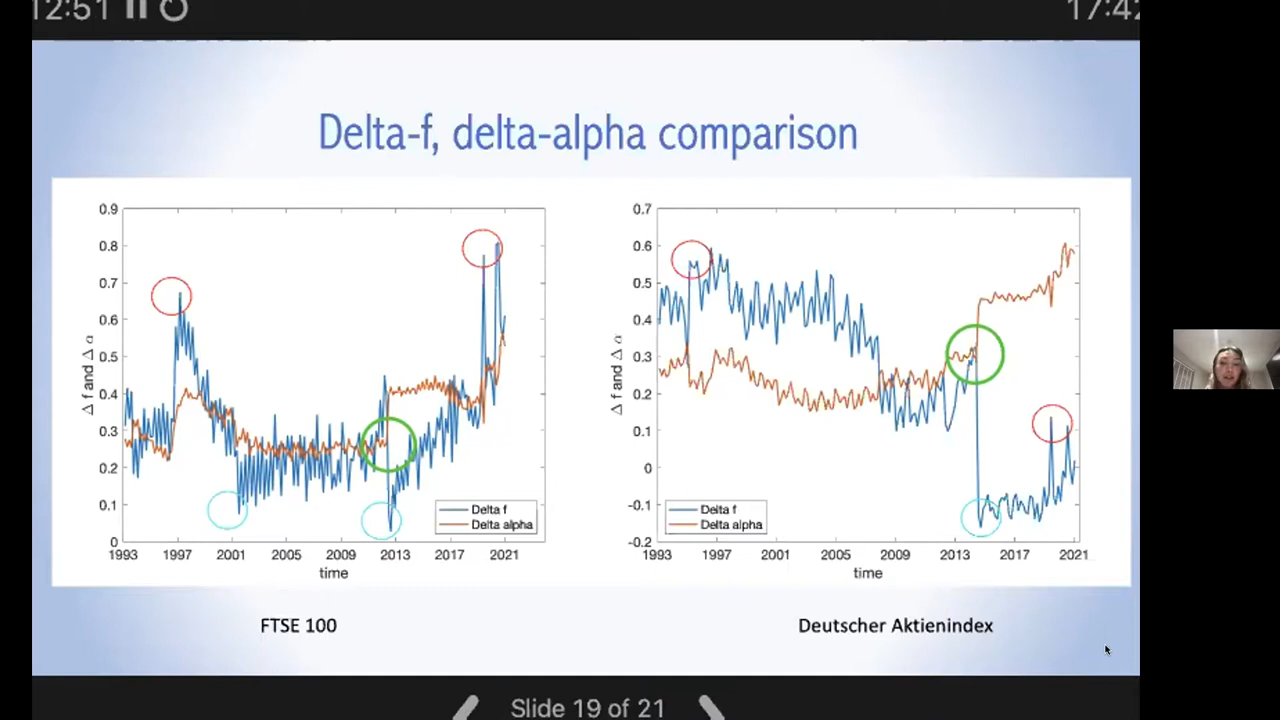 12:51
17:42
Delta-f, delta-alpha comparison
0.9
0.8
0.7
0.6
0.5
0.4
0.3
0.2
0.1
0
Δ f and Δ α
Delta f
Delta alpha
1993 1997 2001 2005 2009 2013 2017 2021
time
0.7
0.6
0.5
0.4
0.3
0.2
0.1
0
-0.1
-0.2
Δ f and Δ α
Delta f
Delta alpha
1993 1997 2001 2005 2009 2013 2017 2021
time
FTSE 100
Deutscher Aktienindex
Slide 19 of 21